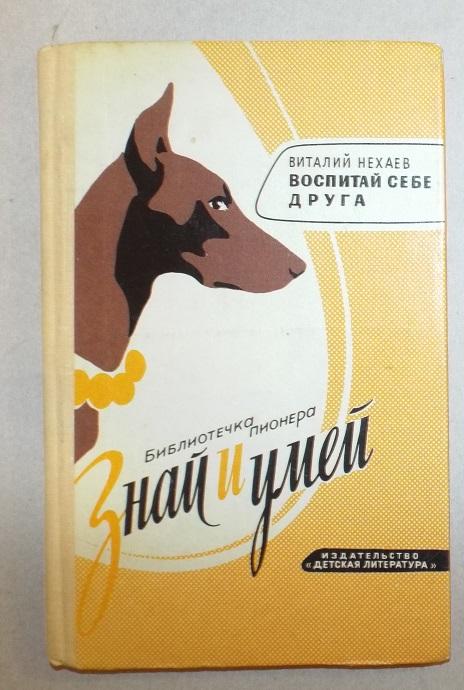 ВИТАЛИЙ НЕХАЕВ
ВОСПИТАЙ СЕБЕ
ДРУГА
Библиотечка пионера
Знай и умей
ИЗДАТЕЛЬСТВО
«ДЕТСКАЯ ЛИТЕРАТУРА»